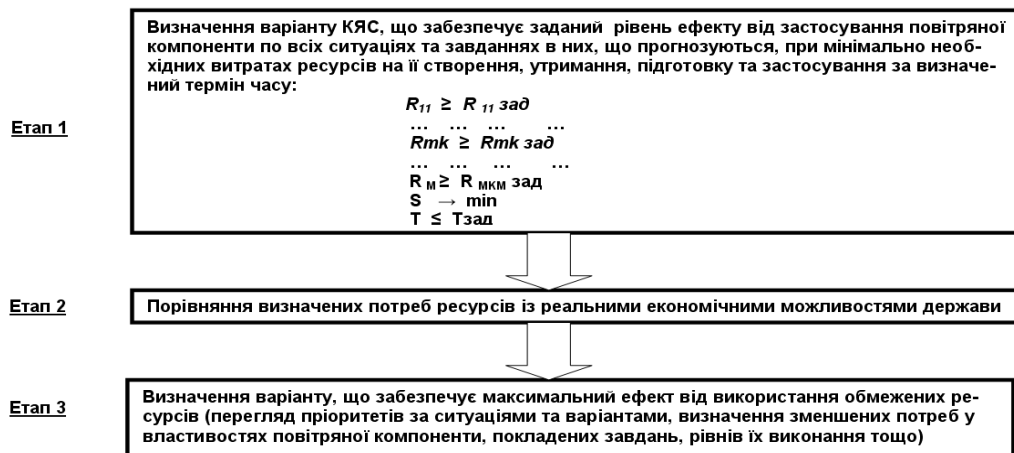 Визначення варіанту КЯС, що забезпечує заданий рівень ефекту від застосування повітряної
компоненти по всіх ситуаціях та завданнях в них, що прогнозуються, при мінімально необ-
хідних витратах ресурсів на її створення, утримання, підготовку та застосування за визначе-
ний термін часу:
R11 ≥ R 11 зад
... ... ... ...
Етап 1
Rmk ≥ Rmk зад
... ... ... ...
R М ≥ R МКМ зад
S → min
T ≤ Tзад
Етап 2
Порівняння визначених потреб ресурсів із реальними економічними можливостями держави
Етап 3
Визначення варіанту, що забезпечує максимальний ефект від використання обмежених ре-
сурсів (перегляд пріоритетів за ситуаціями та варіантами, визначення зменшених потреб у
властивостях повітряної компоненти, покладених завдань, рівнів їх виконання тощо)